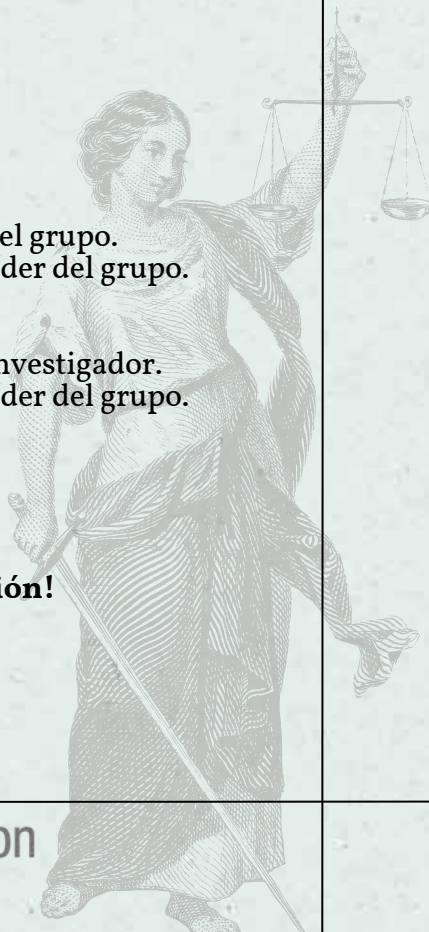 el grupo.
der del grupo.
nvestigador.
der del grupo.
ión!
on